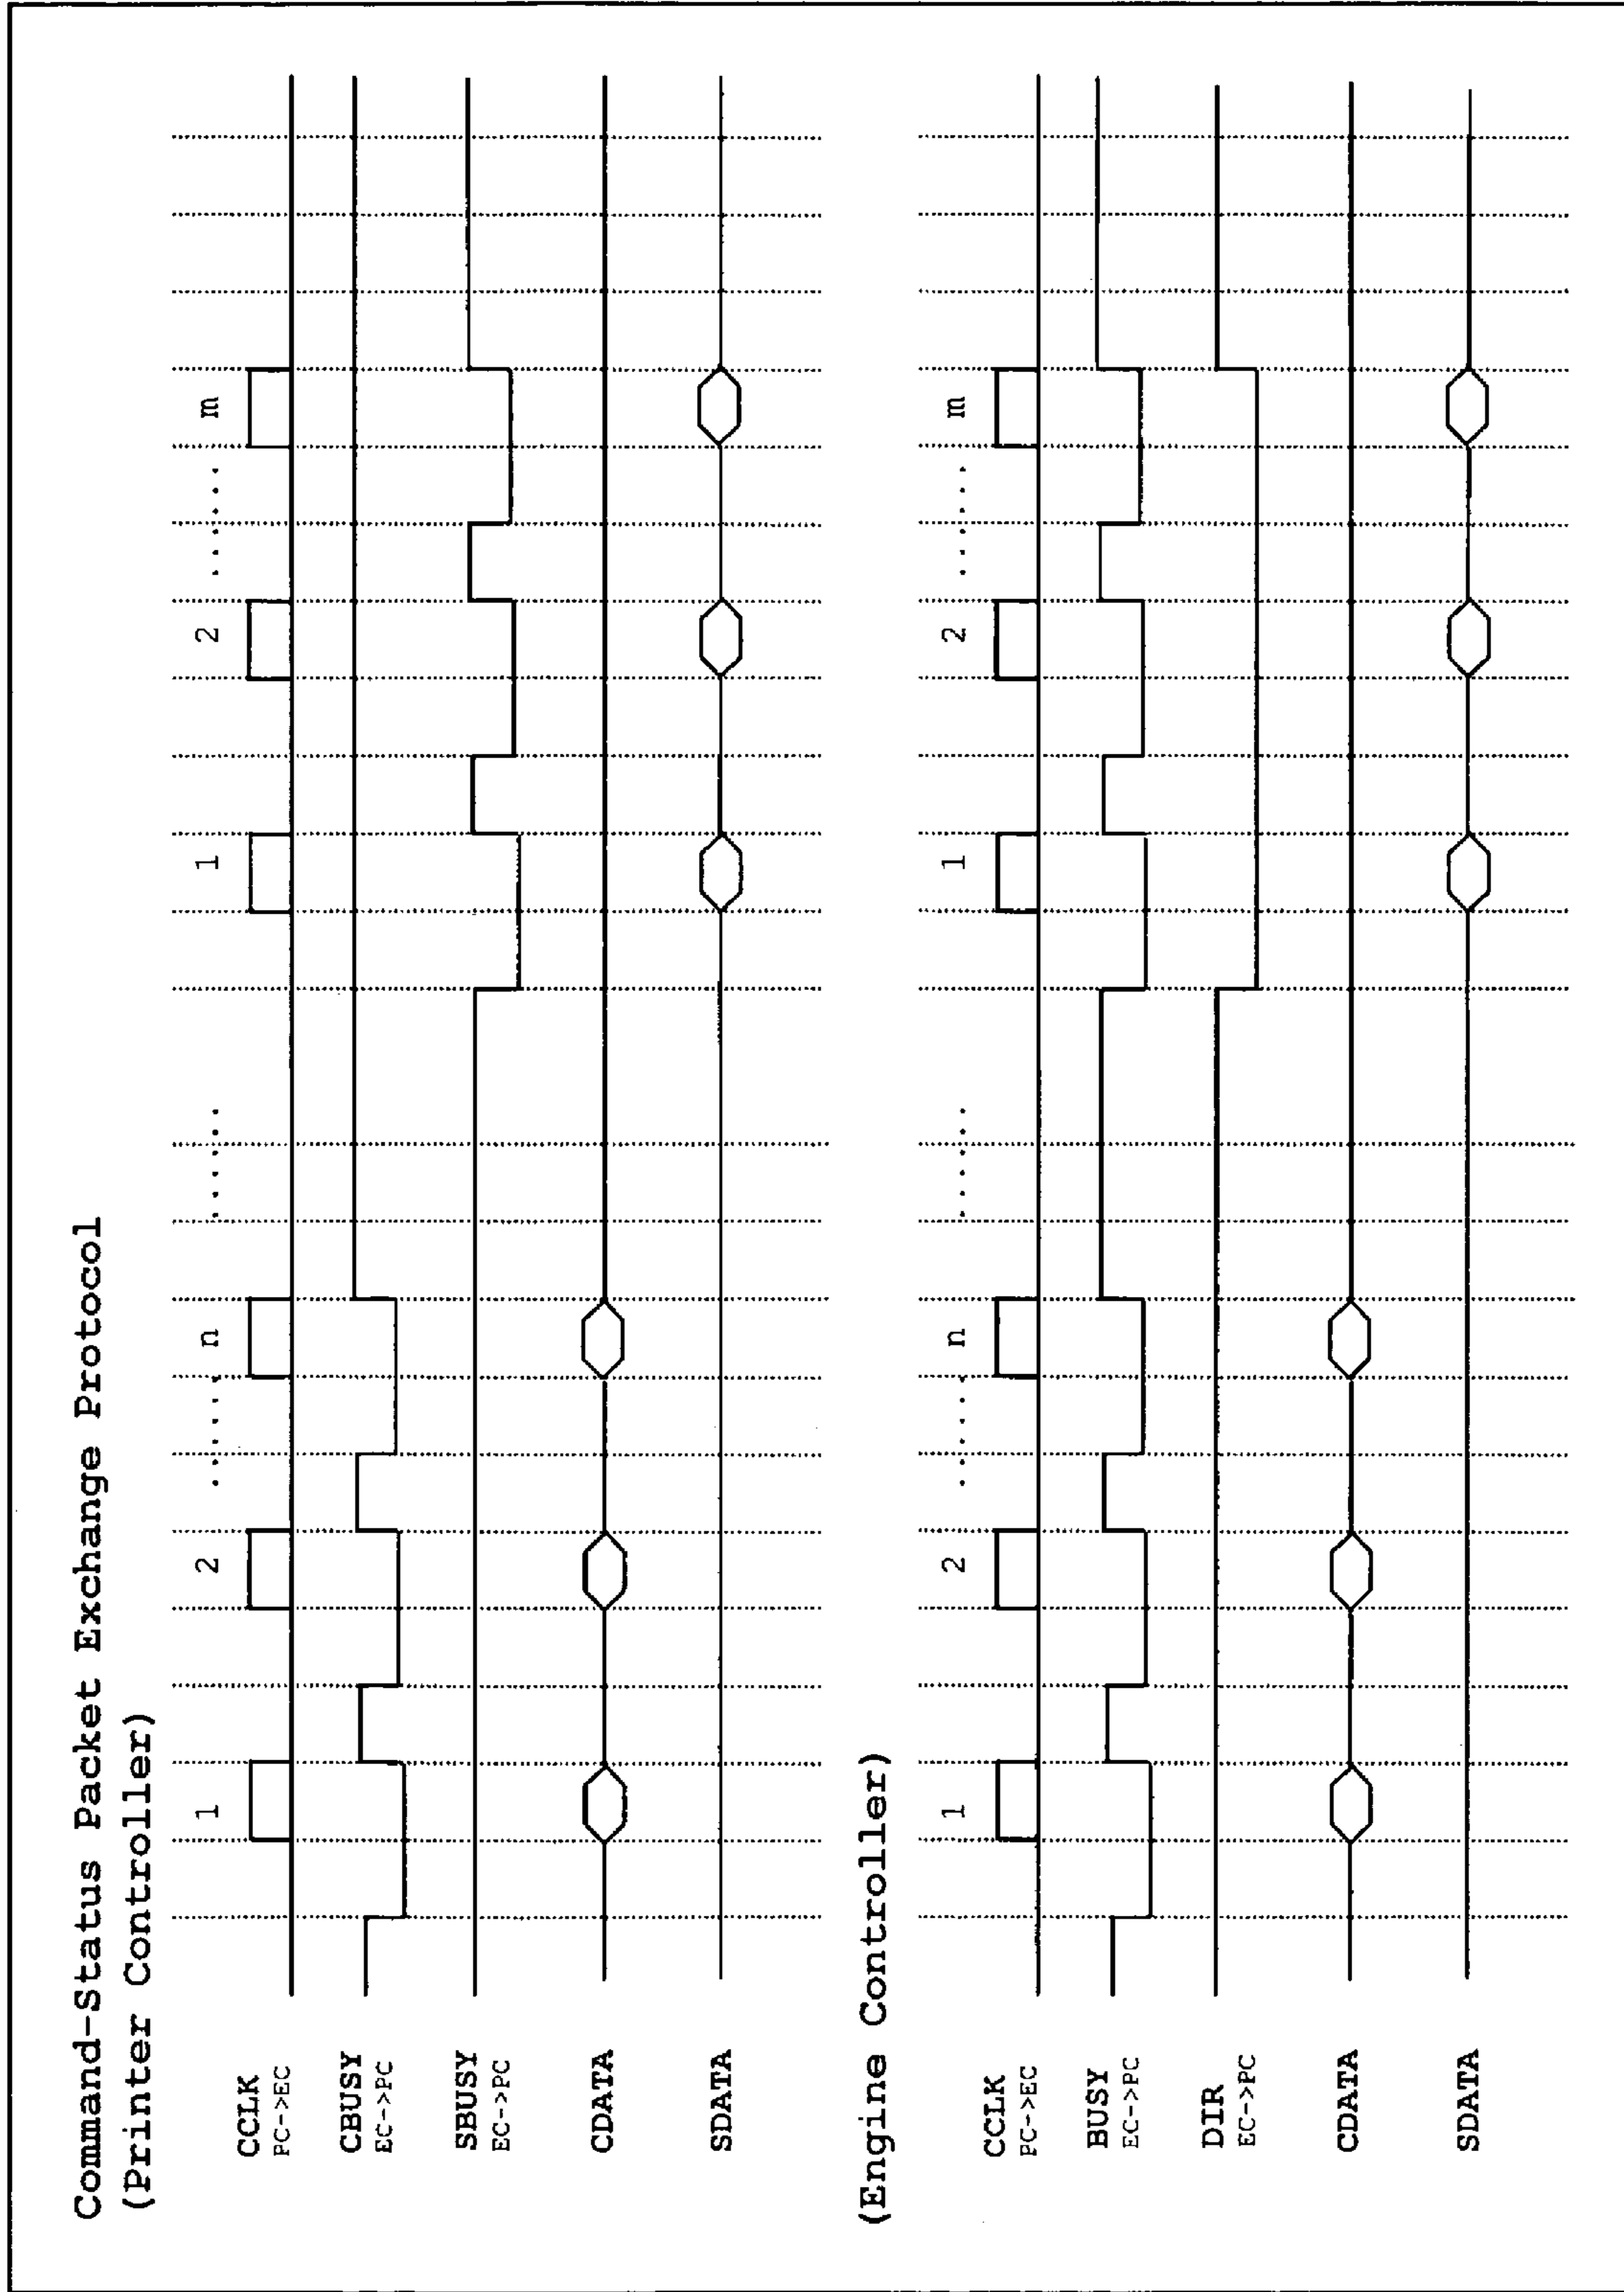 Command-Status Packet Exchange Protocol
(Printer Controller)
1 2 ...... n ...... 1 2 ...... m
CCLK
PC->EC
CBUSY
EC->PC
SBUSY
EC->PC
CDATA
SDATA
(Engine Controller)
1 2 ...... n ...... 1 2 ...... m
CCLK
PC->EC
BUSY
EC->PC
DIR
EC->PC
CDATA
SDATA